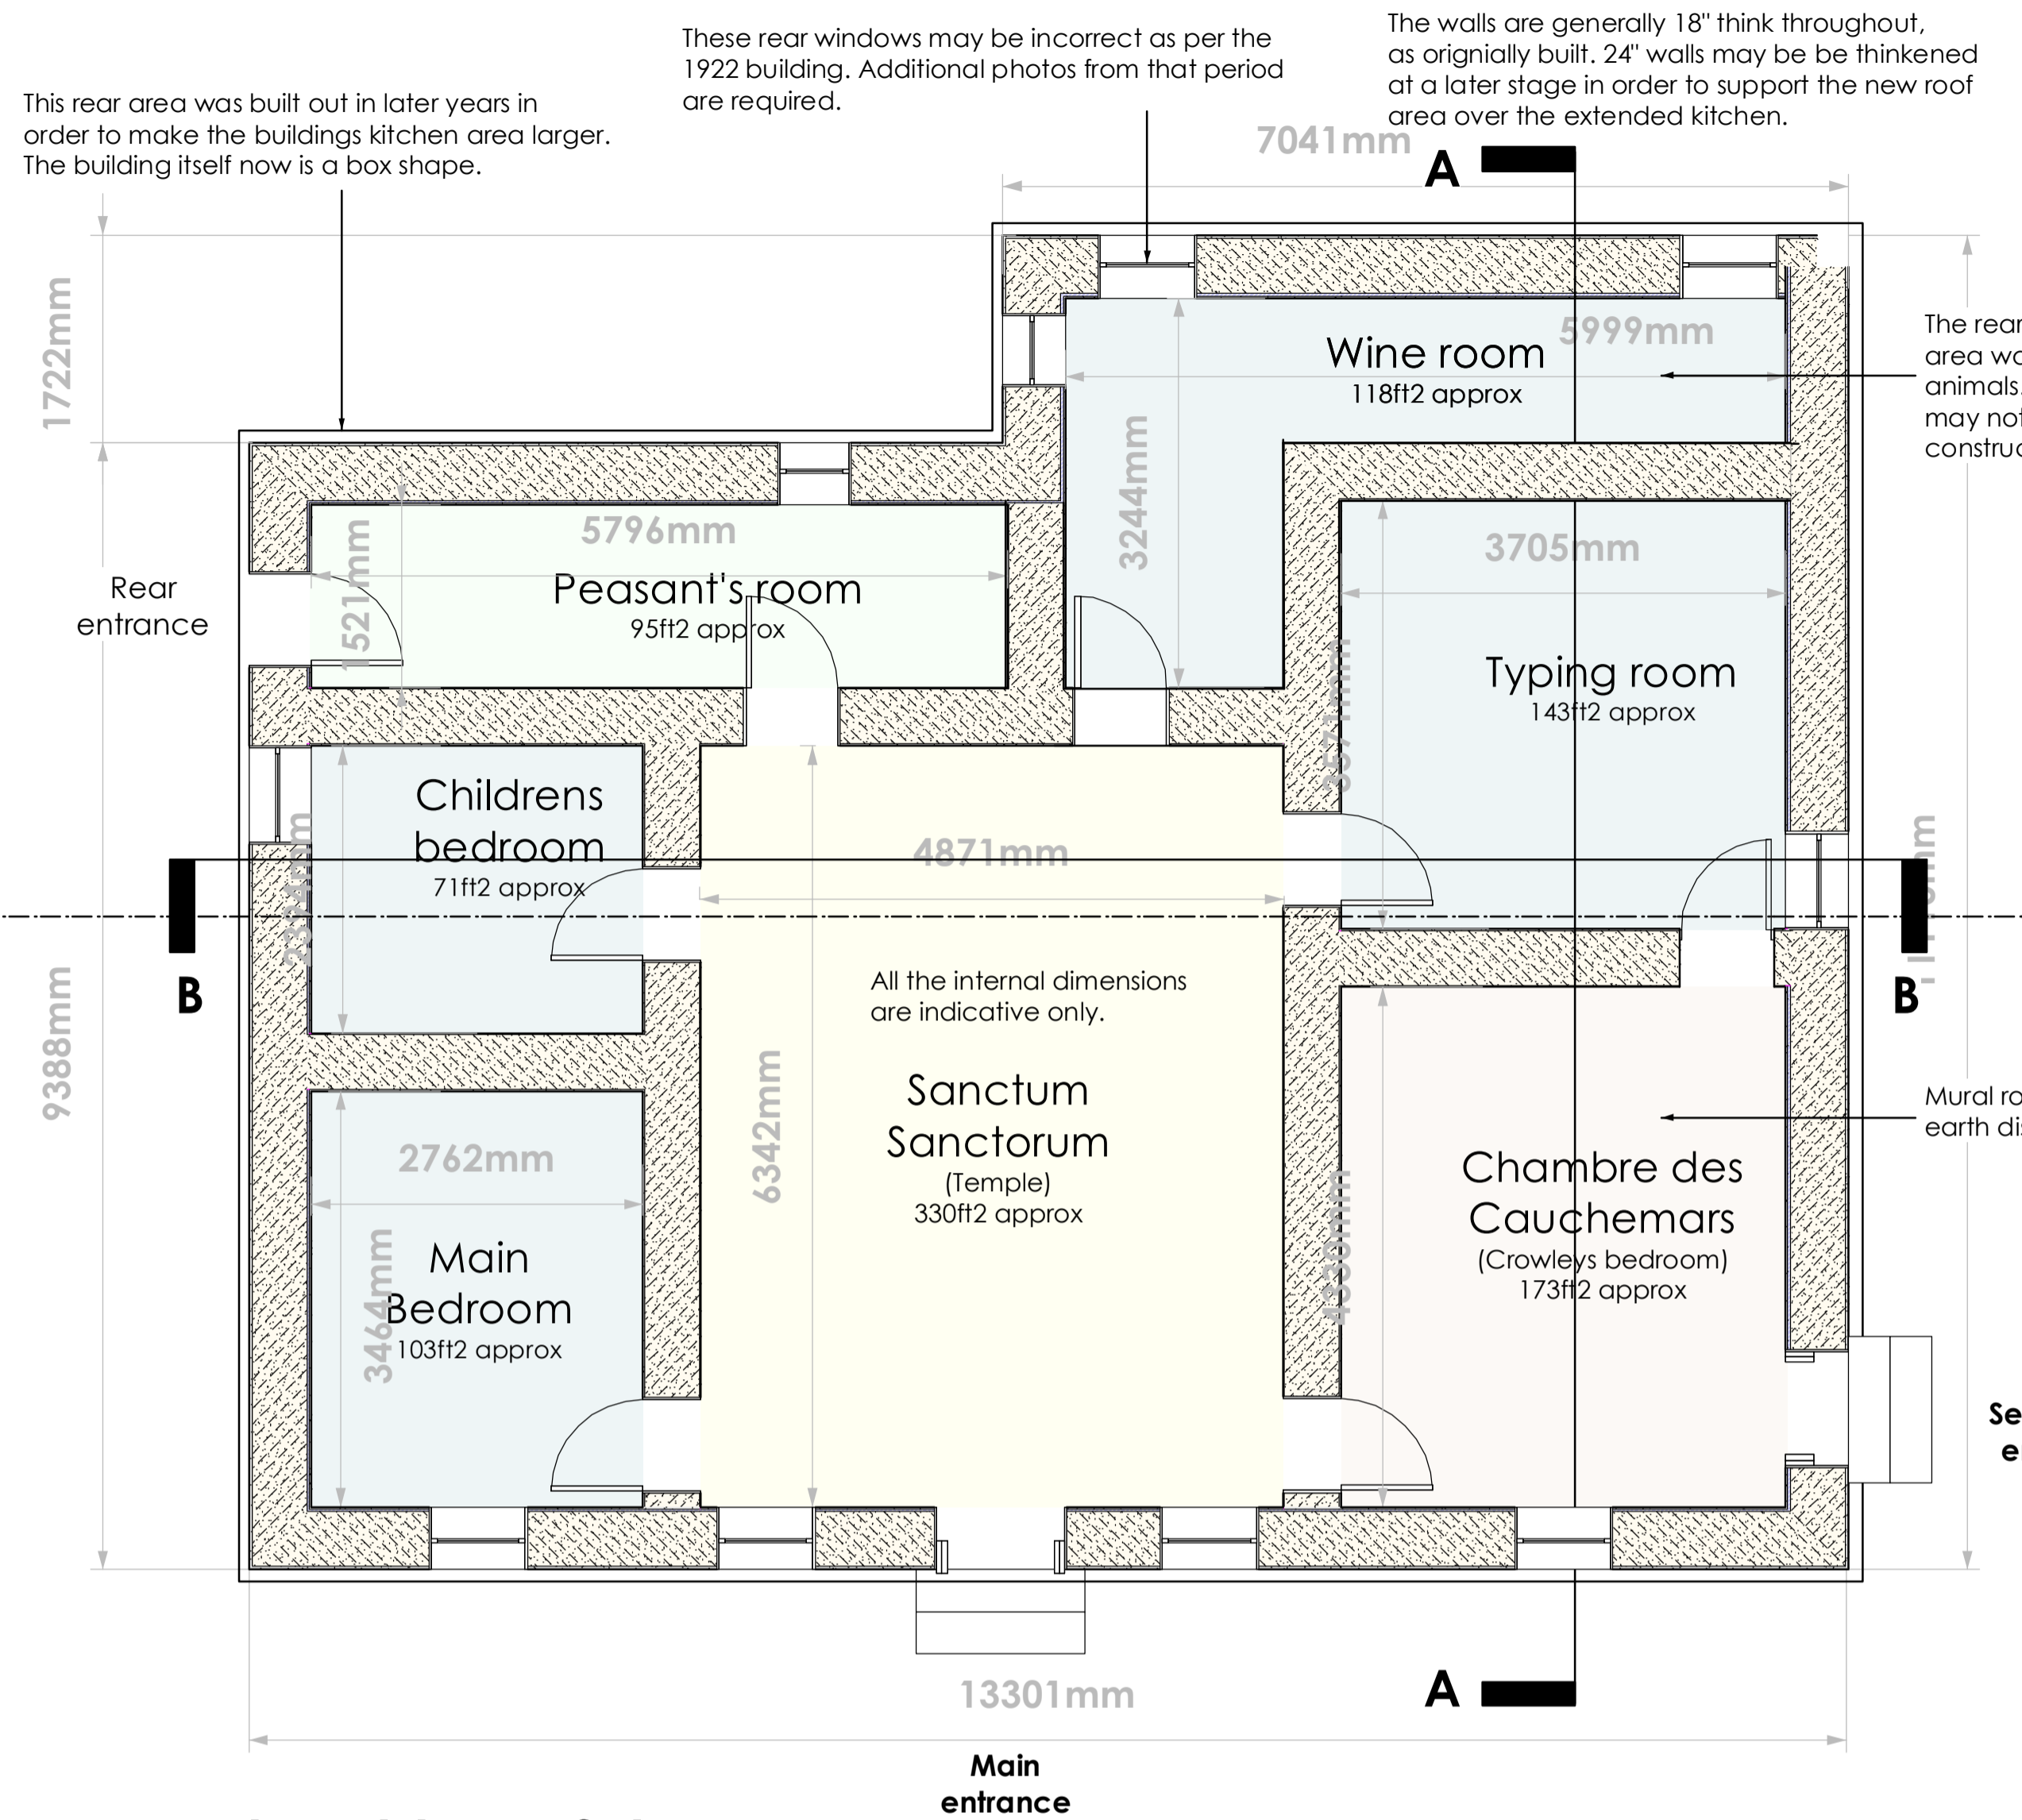 The walls are generally 18" think throughout,
as orignially built. 24" walls may be be thinkened
at a later stage in order to support the new roof
area over the extended kitchen.
These rear windows may be incorrect as per the
1922 building. Additional photos from that period
are required.
This rear area was built out in later years in
order to make the buildings kitchen area larger.
The building itself now is a box shape.
7041mm
A
1722mm
5999mm
Wine room
118ft2 approx
The rear
animals.
3244mm
5796mm
1521mm
Peasant's room
95ft2 approx
Rear
entrance
3705mm
Typing room
143ft2 approx
3571mm
Childrens
bedroom
71ft2 approx
4871mm
B
B
All the internal dimensions
are indicative only.
9388mm
6342mm
Sanctum
Sanctorum
(Temple)
330ft2 approx
Mural
earth
Chambre des
Cauchemars
(Crowleys bedroom)
173ft2 approx
4330mm
2762mm
3464mm
Main
Bedroom
103ft2 approx
13301mm
A
Main
entrance